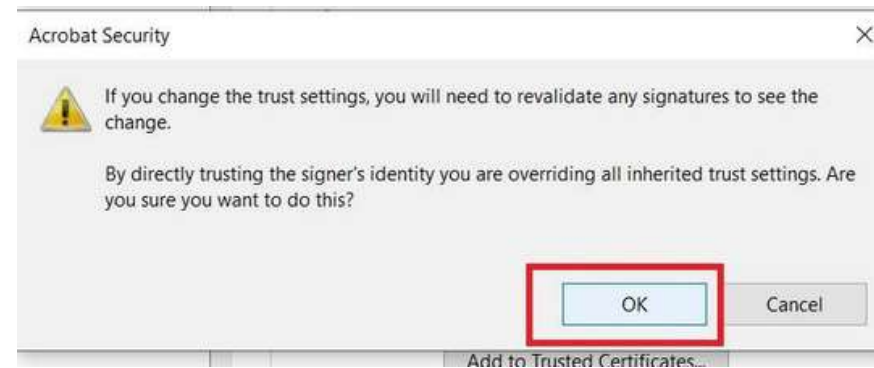 Acrobat Security
If you change the trust settings, you will need to revalidate any signatures to see the
change.
By directly trusting the signer's identity you are overriding all inherited trust settings. Are
you sure you want to do this?
OK
Cancel
Add to Trusted Certificates...